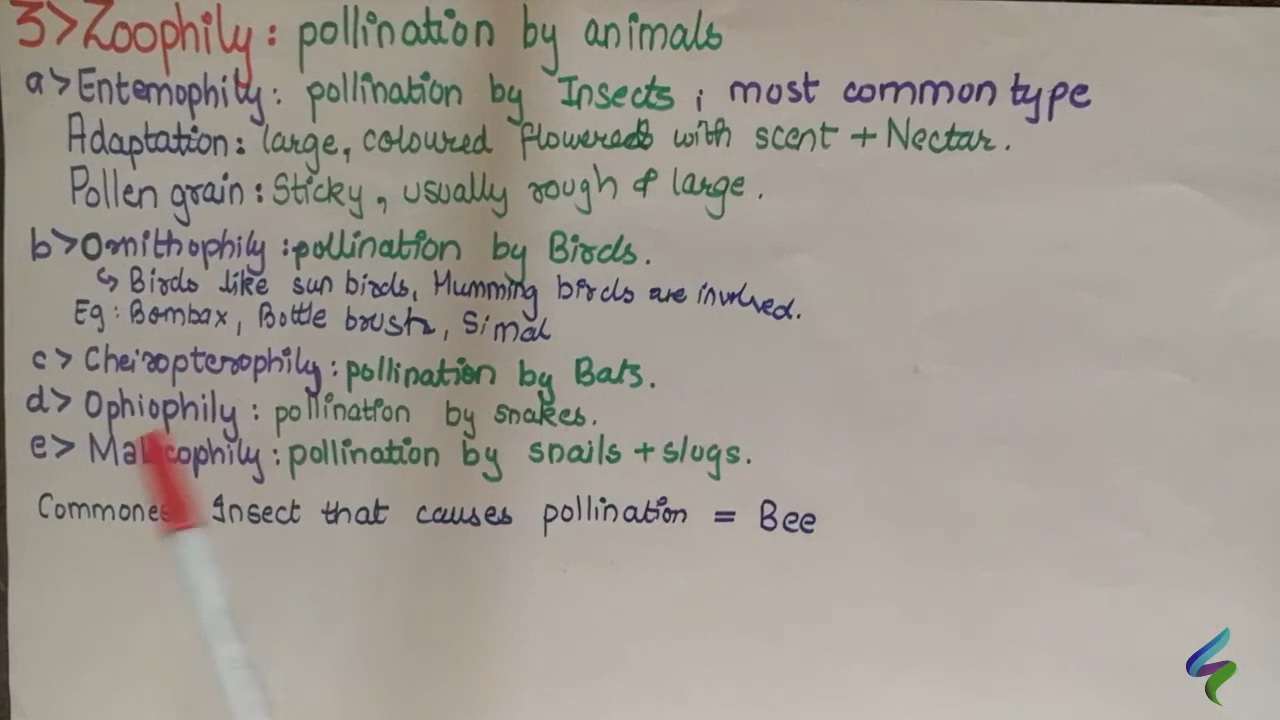 3> Zoophily: pollination by animals
a> Entemophily: pollination by Insects ; most common type
Adaptation: large, coloured flowered with scent + Nectar.
Pollen grain: Sticky, usually rough & large.
b> Ornithophily: pollination by Birds.
↳ Birds like sun birds, Humming birds are involved.
Eg: Bombax, Bottle brush, Simal
c> Cheiropterophily: pollination by Bats.
d> Ophiophily: pollination by snakes.
e> Malacophily: pollination by snails + slugs.
Insect that causes pollination = Bee